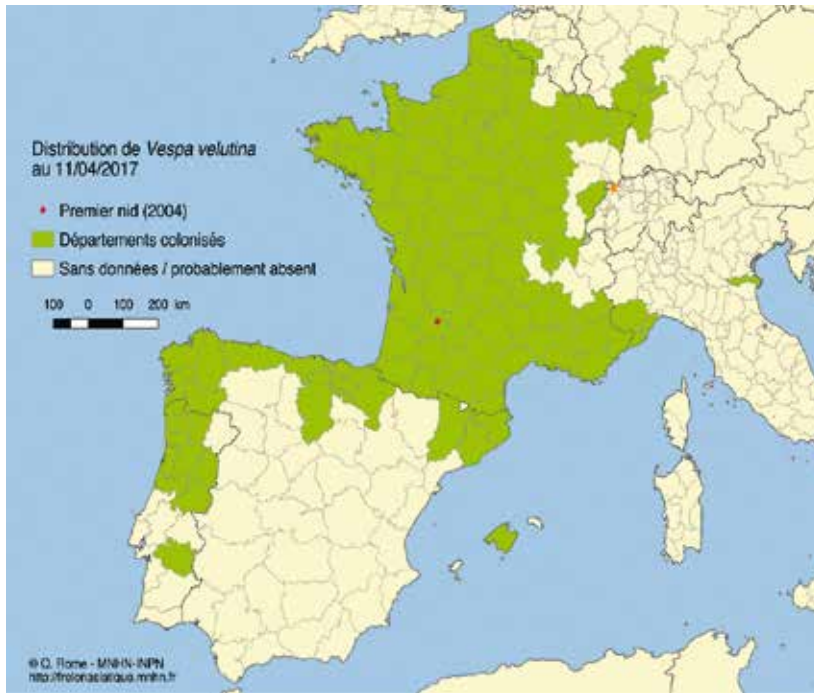 Distribution de Vespa velutina
au 11/04/2017
Premier nid (2004)
Départements colonisés
Sans données / probablement absent
100 0 100 200 km
© Q. Rome - MNHN-INPN
http://frelonasiatique.mnhn.fr